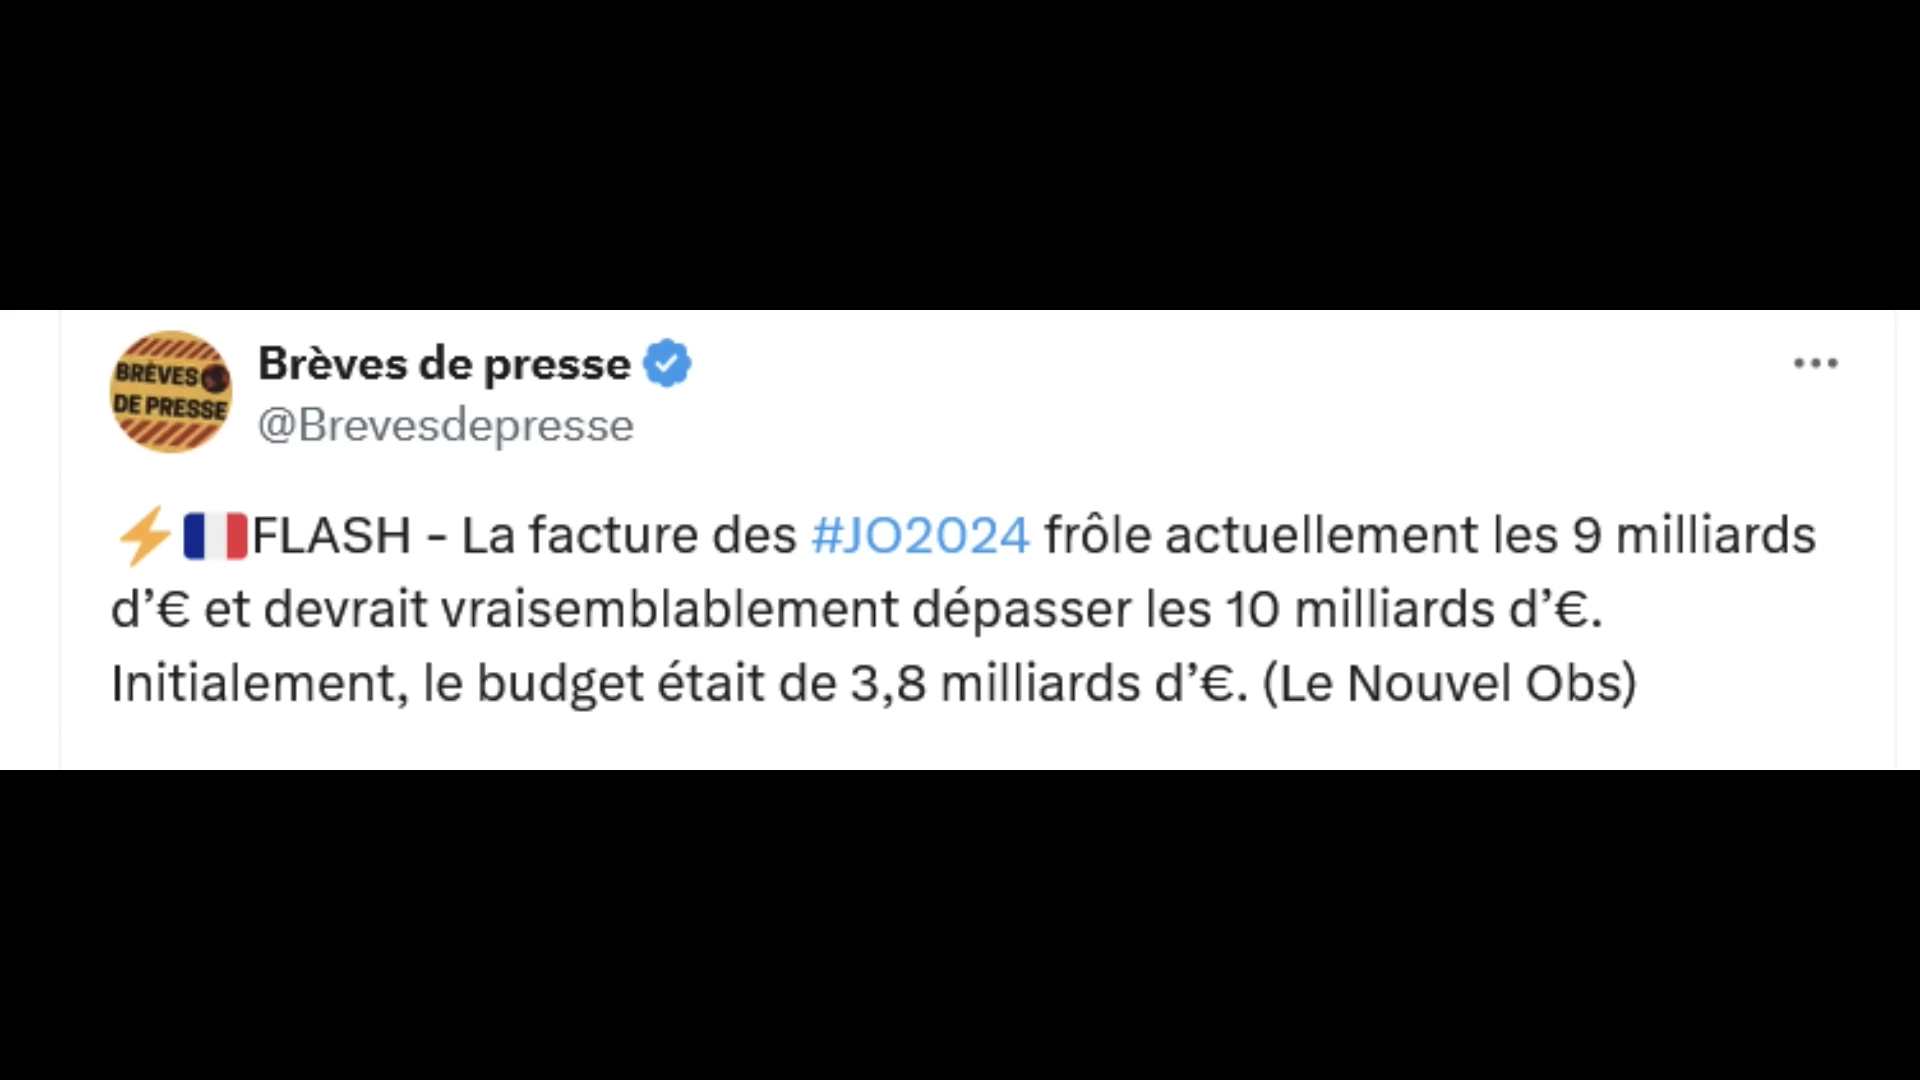 BRÈVES
DE PRESSE
Brèves de presse
@Brevesdepresse
⚡🇫🇷FLASH - La facture des #JO2024 frôle actuellement les 9 milliards
d’€ et devrait vraisemblablement dépasser les 10 milliards d’€.
Initialement, le budget était de 3,8 milliards d’€. (Le Nouvel Obs)